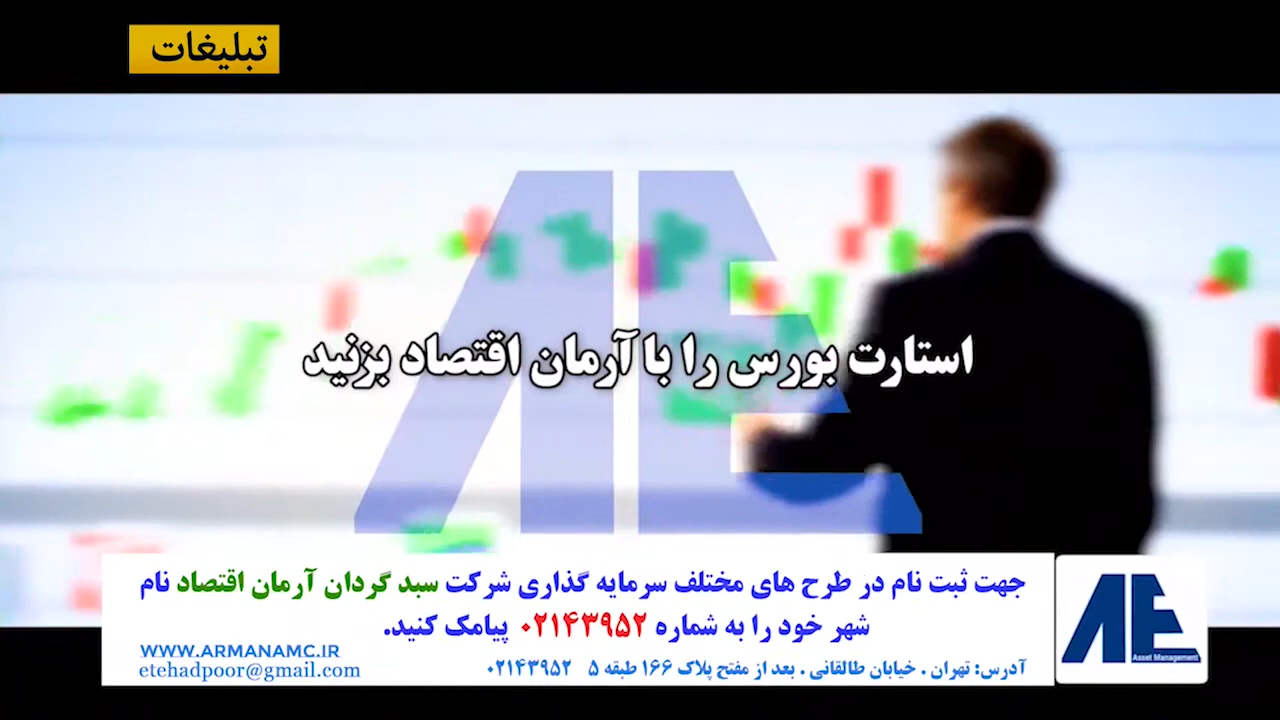 تبلیغات
استارت بورس را با آرمان اقتصاد بزنید
جهت ثبت نام در طرح های مختلف سرمایه گذاری شرکت سبد گردان آرمان اقتصاد نام
شهر خود را به شماره ۰۲۱۴۳۹۵۲ پیامک کنید.
WWW.ARMANAMC.IR
آدرس: تهران . خیابان طالقانی . بعد از مفتح پلاک ۱۶۶ طبقه ۵ ۰۲۱۴۳۹۵۲
etehadpoor@gmail.com
AE
Asset Management